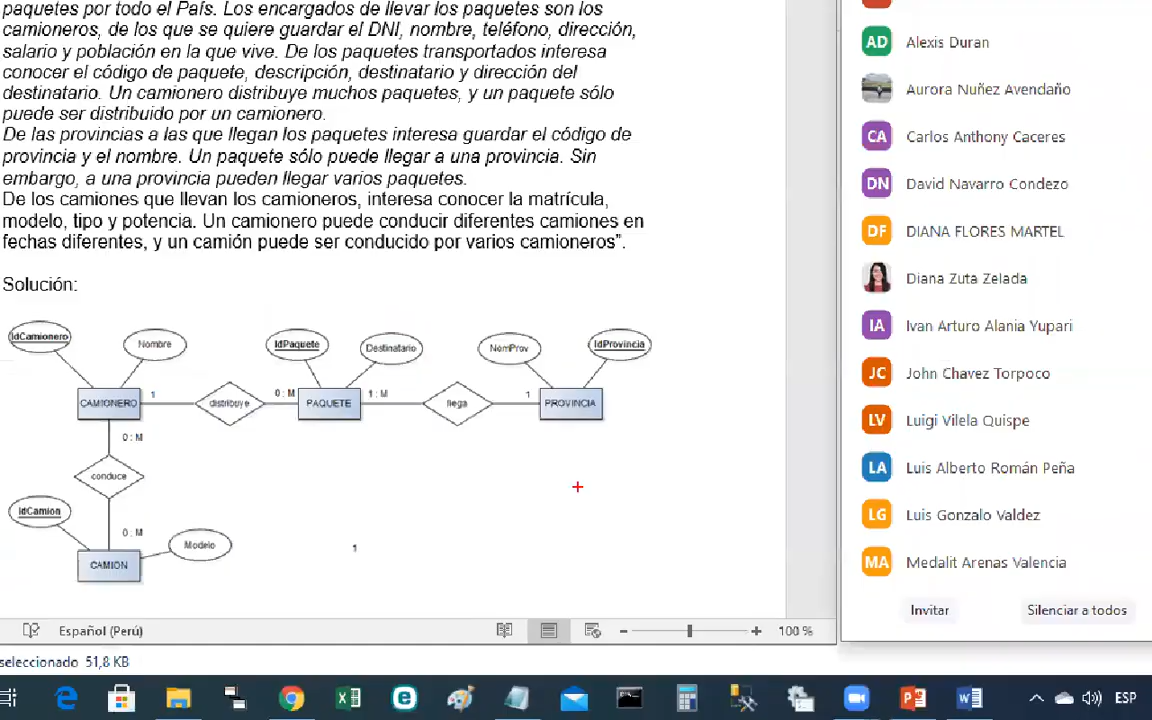 paquetes por todo el País. Los encargados de llevar los paquetes son los
camioneros, de los que se quiere guardar el DNI, nombre, teléfono, dirección,
salario y población en la que vive. De los paquetes transportados interesa
conocer el código de paquete, descripción, destinatario y dirección del
destinatario. Un camionero distribuye muchos paquetes, y un paquete sólo
puede ser distribuido por un camionero.
De las provincias a las que llegan los paquetes interesa guardar el código de
provincia y el nombre. Un paquete sólo puede llegar a una provincia. Sin
embargo, a una provincia pueden llegar varios paquetes.
De los camiones que llevan los camioneros, interesa conocer la matrícula,
modelo, tipo y potencia. Un camionero puede conducir diferentes camiones en
fechas diferentes, y un camión puede ser conducido por varios camioneros”.
Solución:
IdCamionero
Nombre
IdPaquete
Destinatario
NomProv
IdProvincia
CAMIONERO
1
distribuye
0 : M
PAQUETE
1 : M
llega
1
PROVINCIA
0 : M
conduce
IdCamion
0 : M
Modelo
1
CAMION
Español (Perú)
100 %
seleccionado 51,8 KB
AD Alexis Duran
Aurora Nuñez Avendaño
CA Carlos Anthony Caceres
DN David Navarro Condezo
DF DIANA FLORES MARTEL
Diana Zuta Zelada
IA Ivan Arturo Alania Yupari
JC John Chavez Torpoco
LV Luigi Vilela Quispe
LA Luis Alberto Román Peña
LG Luis Gonzalo Valdez
MA Medalit Arenas Valencia
Invitar
Silenciar a todos
ESP